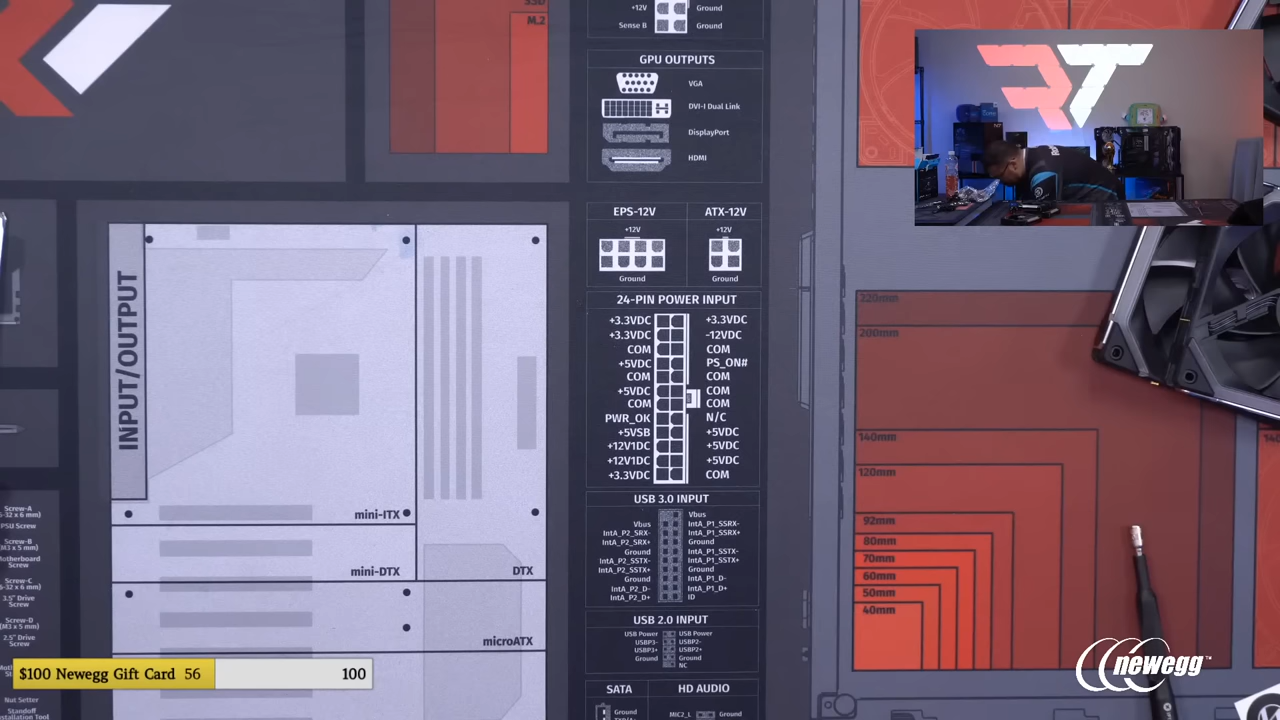 SSD
M.2
+12V Ground
Sense B Ground
GPU OUTPUTS
VGA
DVI-I Dual Link
DisplayPort
HDMI
RT
EPS-12V ATX-12V
+12V +12V
Ground Ground
24-PIN POWER INPUT
+3.3VDC +3.3VDC
+3.3VDC -12VDC
COM COM
+5VDC PS_ON#
COM COM
+5VDC COM
COM COM
PWR_OK N/C
+5VSB +5VDC
+12V1DC +5VDC
+12V1DC +5VDC
+3.3VDC COM
USB 3.0 INPUT
Vbus
Vbus IntA_P1_SSRX-
IntA_P2_SRX- IntA_P1_SSRX+
IntA_P2_SRX+ Ground
Ground IntA_P1_SSTX-
IntA_P2_SSTX- IntA_P1_SSTX+
IntA_P2_SSTX+ Ground
Ground IntA_P1_D-
IntA_P2_D- IntA_P1_D+
IntA_P2_D+ ID
USB 2.0 INPUT
USB Power USB Power
USBP3- USBP2-
USBP3+ USBP2+
Ground Ground
NC
SATA HD AUDIO
Ground
MIC2_L Ground
INPUT/OUTPUT
mini-ITX
mini-DTX
DTX
microATX
Screw-A
PSU Screw
Screw-B
Screw
Screw-C
3.5" Drive
Screw
Screw-D
2.5" Drive
Screw
Nut Setter
Standoff
Installation Tool
220mm
200mm
140mm
120mm
92mm
80mm
70mm
60mm
50mm
40mm
$100 Newegg Gift Card 56 100
newegg™